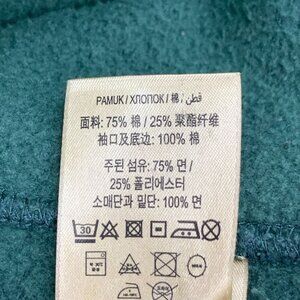 PAMUK / ХЛОПОК / 棉 / قطن
面料: 75% 棉 / 25% 聚酯纤维
袖口及底边: 100% 棉
주된 섬유: 75% 면 /
25% 폴리에스터
소매단과 밑단: 100% 면
30